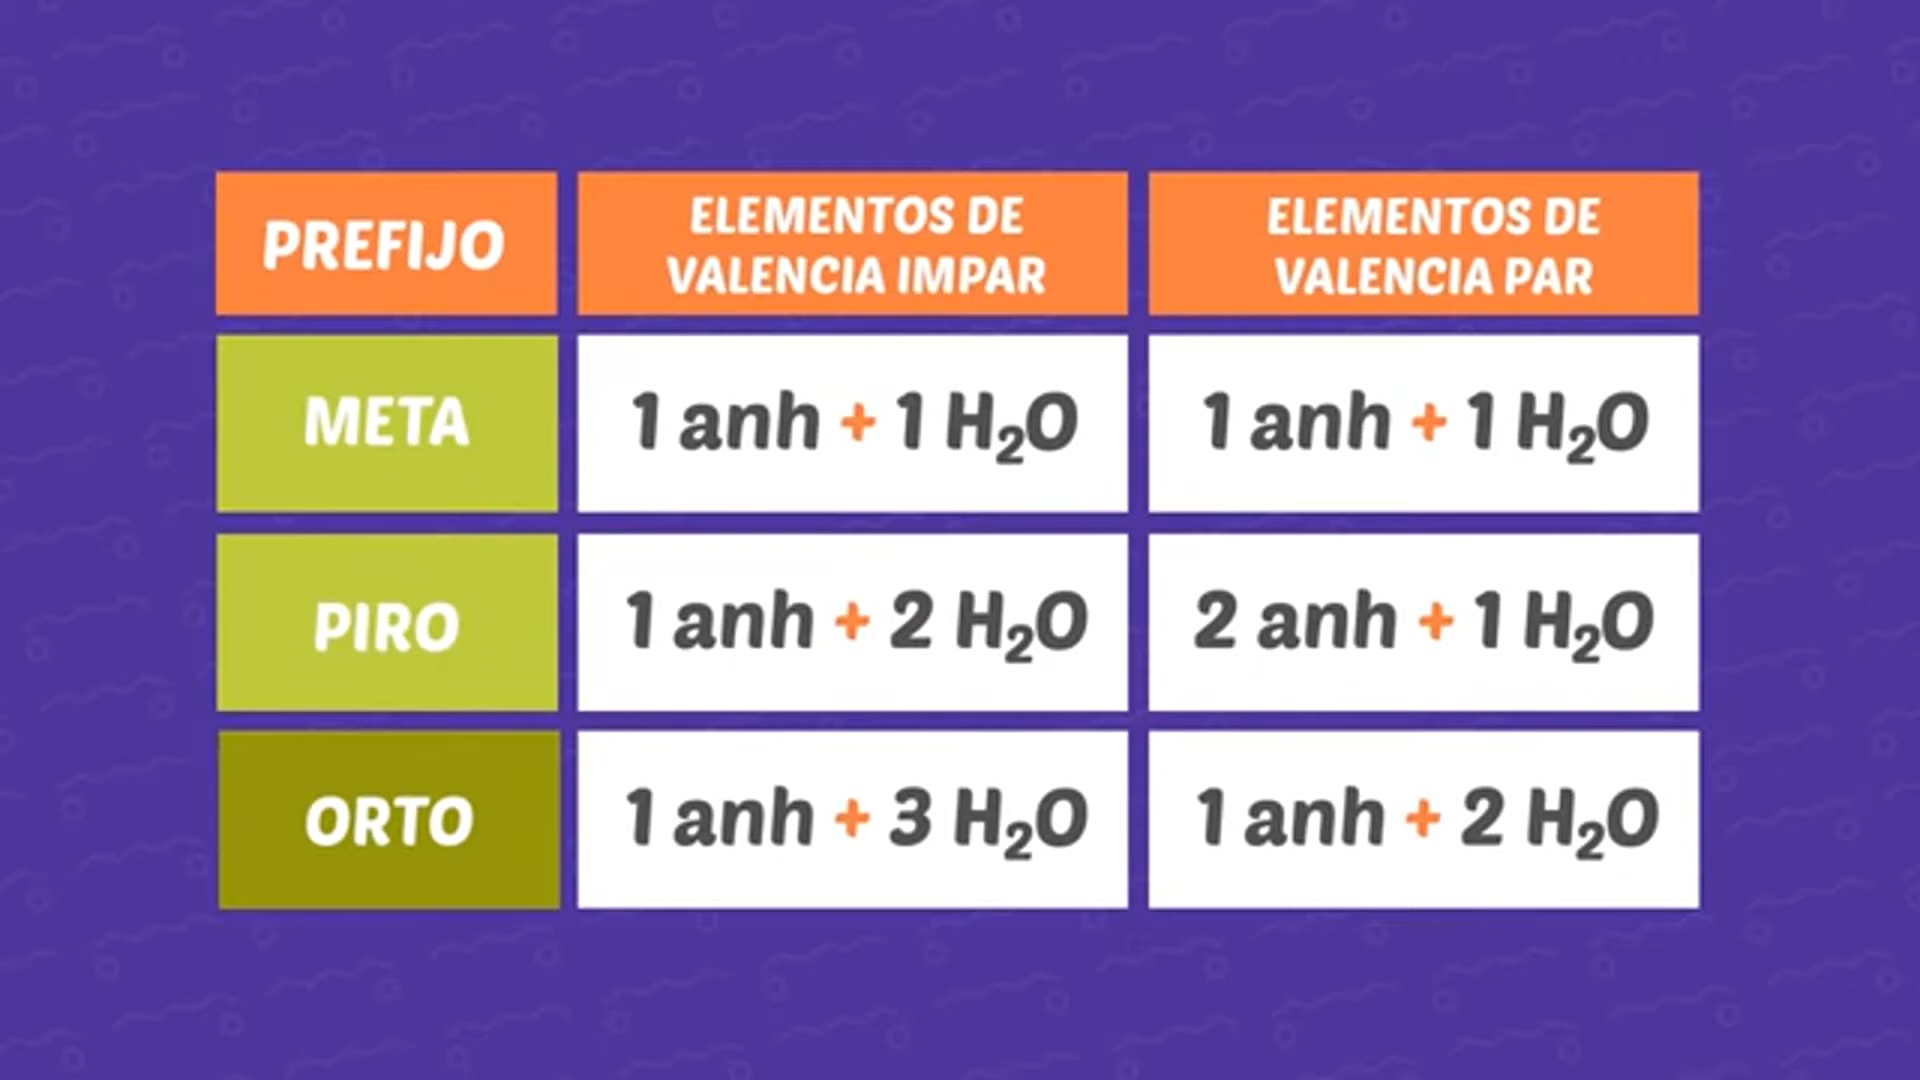 PREFIJO
ELEMENTOS DE
VALENCIA IMPAR
ELEMENTOS DE
VALENCIA PAR
META
1 anh + 1 H₂O
1 anh + 1 H₂O
PIRO
1 anh + 2 H₂O
2 anh + 1 H₂O
ORTO
1 anh + 3 H₂O
1 anh + 2 H₂O